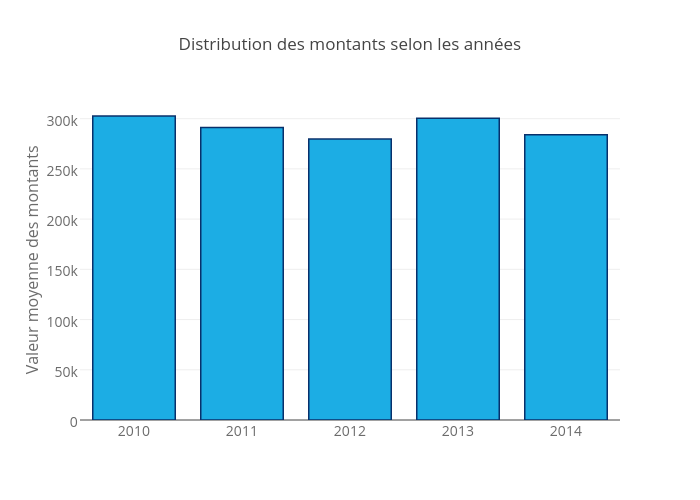 Distribution des montants selon les années
Valeur moyenne des montants
300k
250k
200k
150k
100k
50k
0
2010 2011 2012 2013 2014